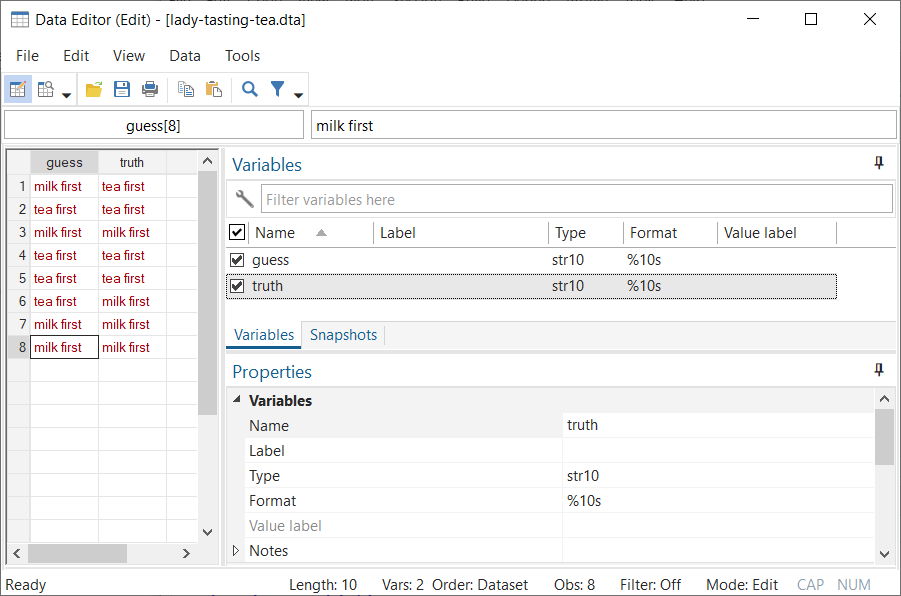 Data Editor (Edit) - [lady-tasting-tea.dta]
File Edit View Data Tools
guess[8] milk first
guess truth
1 milk first tea first
2 tea first tea first
3 milk first milk first
4 tea first tea first
5 tea first tea first
6 tea first milk first
7 milk first milk first
8 milk first milk first
Variables
Filter variables here
Name Label Type Format Value label
guess str10 %10s
truth str10 %10s
Variables Snapshots
Properties
Variables
Name truth
Label
Type str10
Format %10s
Value label
Notes
Ready Length: 10 Vars: 2 Order: Dataset Obs: 8 Filter: Off Mode: Edit CAP NUM